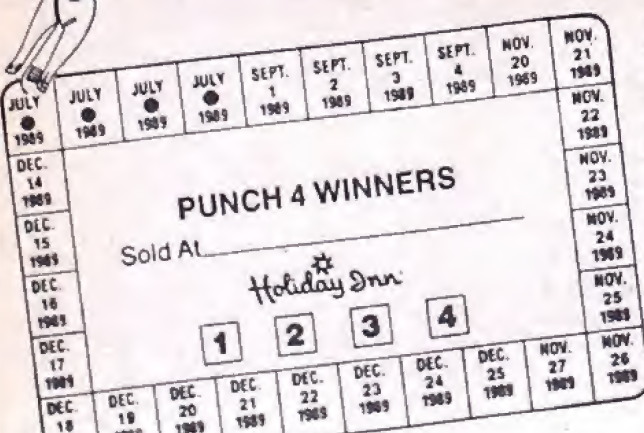 JULY
1989
JULY
1989
JULY
1989
JULY
1989
SEPT.
1
1989
SEPT.
2
1989
SEPT.
3
1989
SEPT.
4
1989
NOV.
20
1989
NOV.
21
1989
NOV.
22
1989
NOV.
23
1989
NOV.
24
1989
NOV.
25
1989
NOV.
26
1989
NOV.
27
1989
DEC.
25
1989
DEC.
24
1989
DEC.
23
1989
DEC.
22
1989
DEC.
21
1989
DEC.
20
1989
DEC.
19
DEC.
18
DEC.
17
1989
DEC.
16
1989
DEC.
15
1989
DEC.
14
1989
PUNCH 4 WINNERS
Sold At
Holiday Inn
1 2 3 4